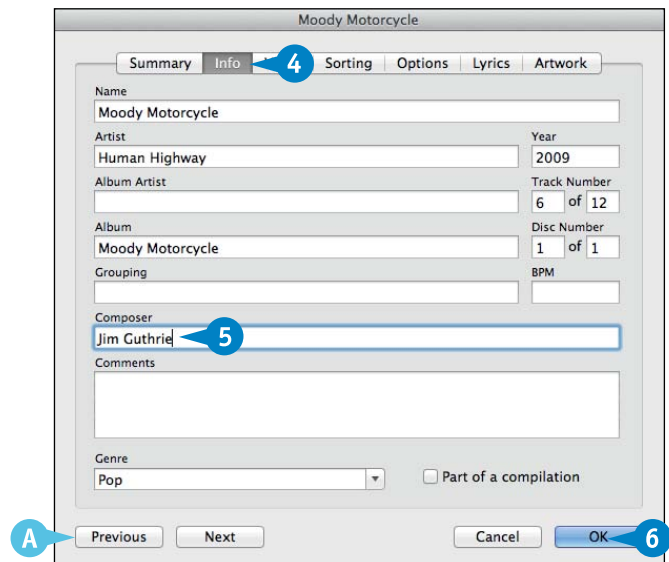 Moody Motorcycle
Summary Info Sorting Options Lyrics Artwork
4
Name
Moody Motorcycle
Artist Year
Human Highway 2009
Album Artist Track Number
6 of 12
Album Disc Number
Moody Motorcycle 1 of 1
Grouping BPM
Composer
Jim Guthrie 5
Comments
Genre
Pop Part of a compilation
A Previous Next Cancel OK 6